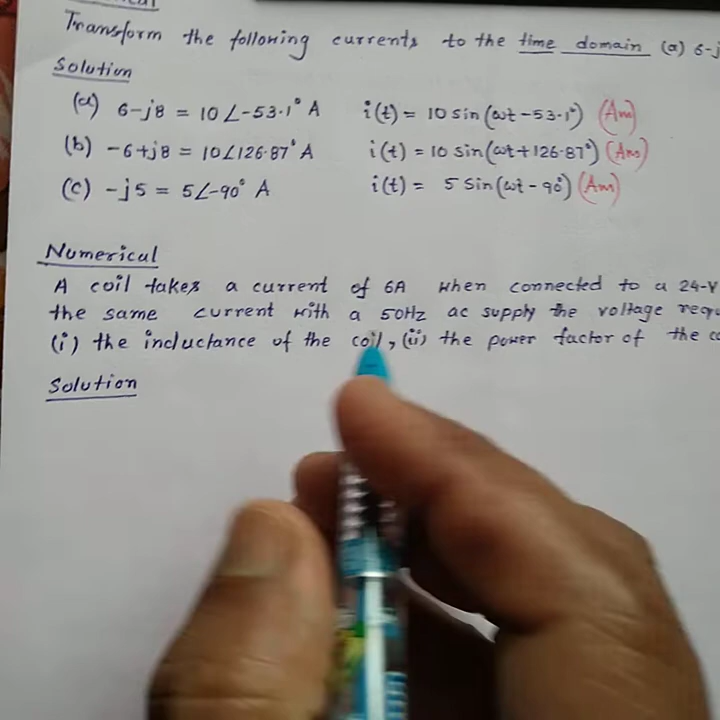 Transform the following currents to the time domain (a) 6-j
Solution
(a) 6-j8 = 10∠-53.1° A i(t) = 10 sin(ωt-53.1°) (Ans)
(b) -6+j8 = 10∠126.87° A i(t) = 10 sin(ωt+126.87°) (Ans)
(c) -j5 = 5∠-90° A i(t) = 5 sin(ωt-90°) (Ans)
Numerical
A coil takes a current of 6A when connected to a 24-V
the same current with a 50Hz ac supply the voltage requ
(i) the inductance of the coil, (ii) the power factor of the co
Solution